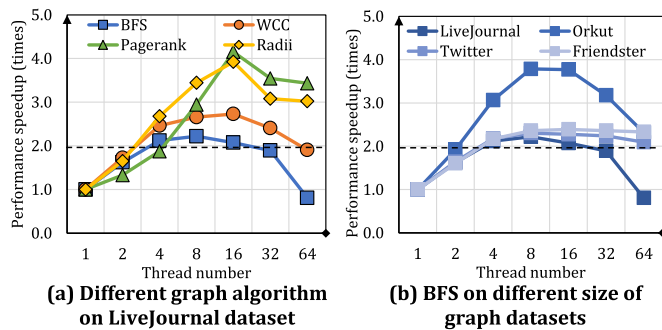 BFS WCC
Pagerank Radii
Performance speedup (times)
5.0
4.0
3.0
2.0
1.0
0.0
1 2 4 8 16 32 64
Thread number
(a) Different graph algorithm
on LiveJournal dataset
LiveJournal Orkut
Twitter Friendster
Performance speedup (times)
5.0
4.0
3.0
2.0
1.0
0.0
1 2 4 8 16 32 64
Thread number
(b) BFS on different size of
graph datasets